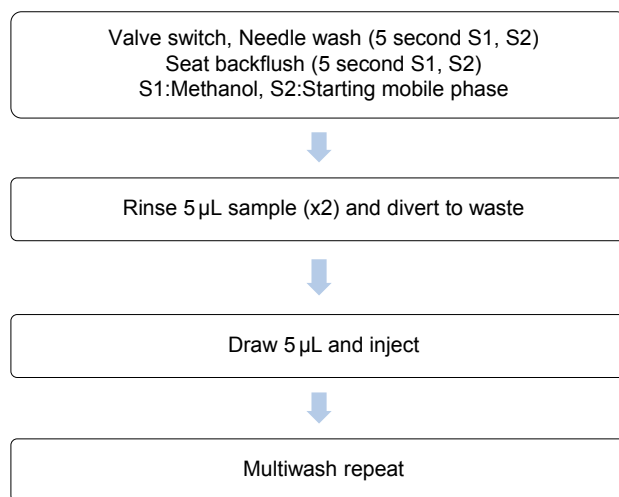 Valve switch, Needle wash (5 second S1, S2)
Seat backflush (5 second S1, S2)
S1:Methanol, S2:Starting mobile phase
Rinse 5 µL sample (x2) and divert to waste
Draw 5 µL and inject
Multiwash repeat